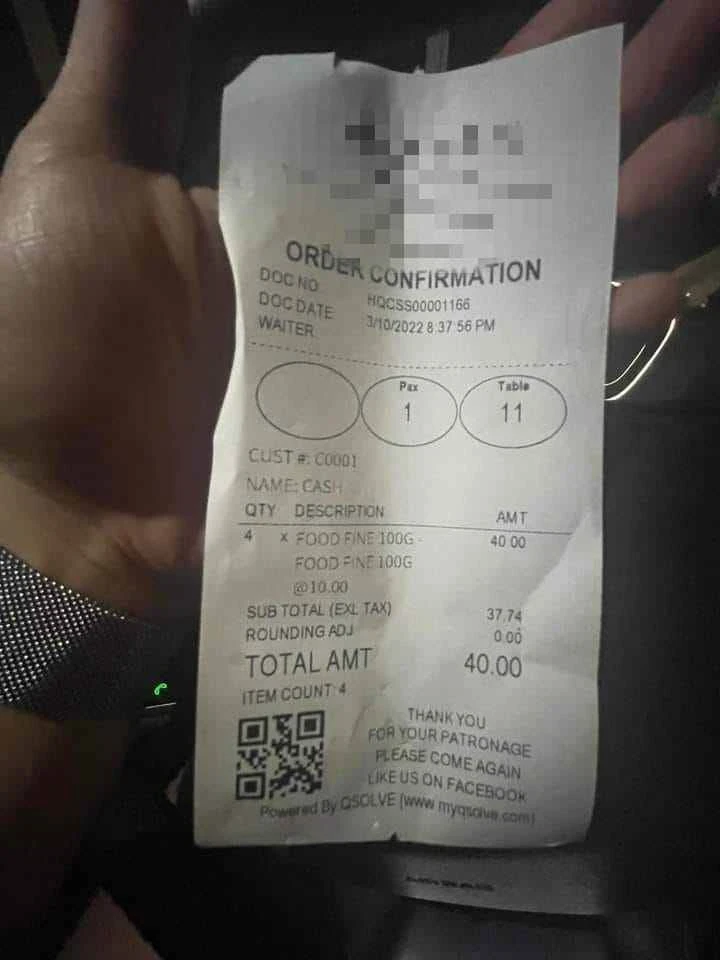 ORDER CONFIRMATION
DOC NO HQCSS00001166
DOC DATE 3/10/2022 8:37:56 PM
WAITER
Pax Table
1 11
CUST #: C0001
NAME: CASH
QTY DESCRIPTION AMT
4 x FOOD FINE 100G - 40.00
FOOD FINE 100G
@10.00
SUB TOTAL (EXL TAX) 37.74
ROUNDING ADJ 0.00
TOTAL AMT 40.00
ITEM COUNT: 4
THANK YOU
FOR YOUR PATRONAGE
PLEASE COME AGAIN
LIKE US ON FACEBOOK
Powered By QSOLVE (www.myqsolve.com)